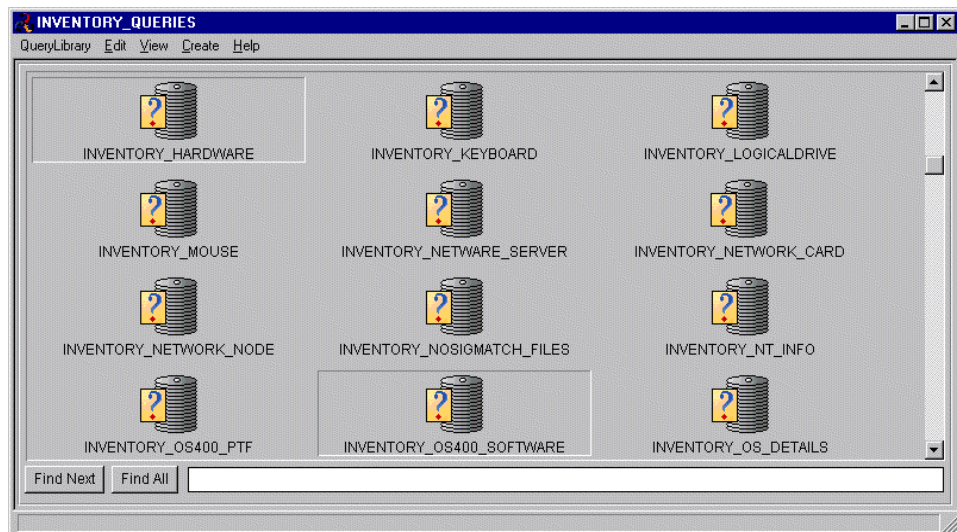 INVENTORY_QUERIES
QueryLibrary Edit View Create Help
INVENTORY_HARDWARE INVENTORY_KEYBOARD INVENTORY_LOGICALDRIVE
INVENTORY_MOUSE INVENTORY_NETWARE_SERVER INVENTORY_NETWORK_CARD
INVENTORY_NETWORK_NODE INVENTORY_NOSIGMATCH_FILES INVENTORY_NT_INFO
INVENTORY_OS400_PTF INVENTORY_OS400_SOFTWARE INVENTORY_OS_DETAILS
Find Next Find All